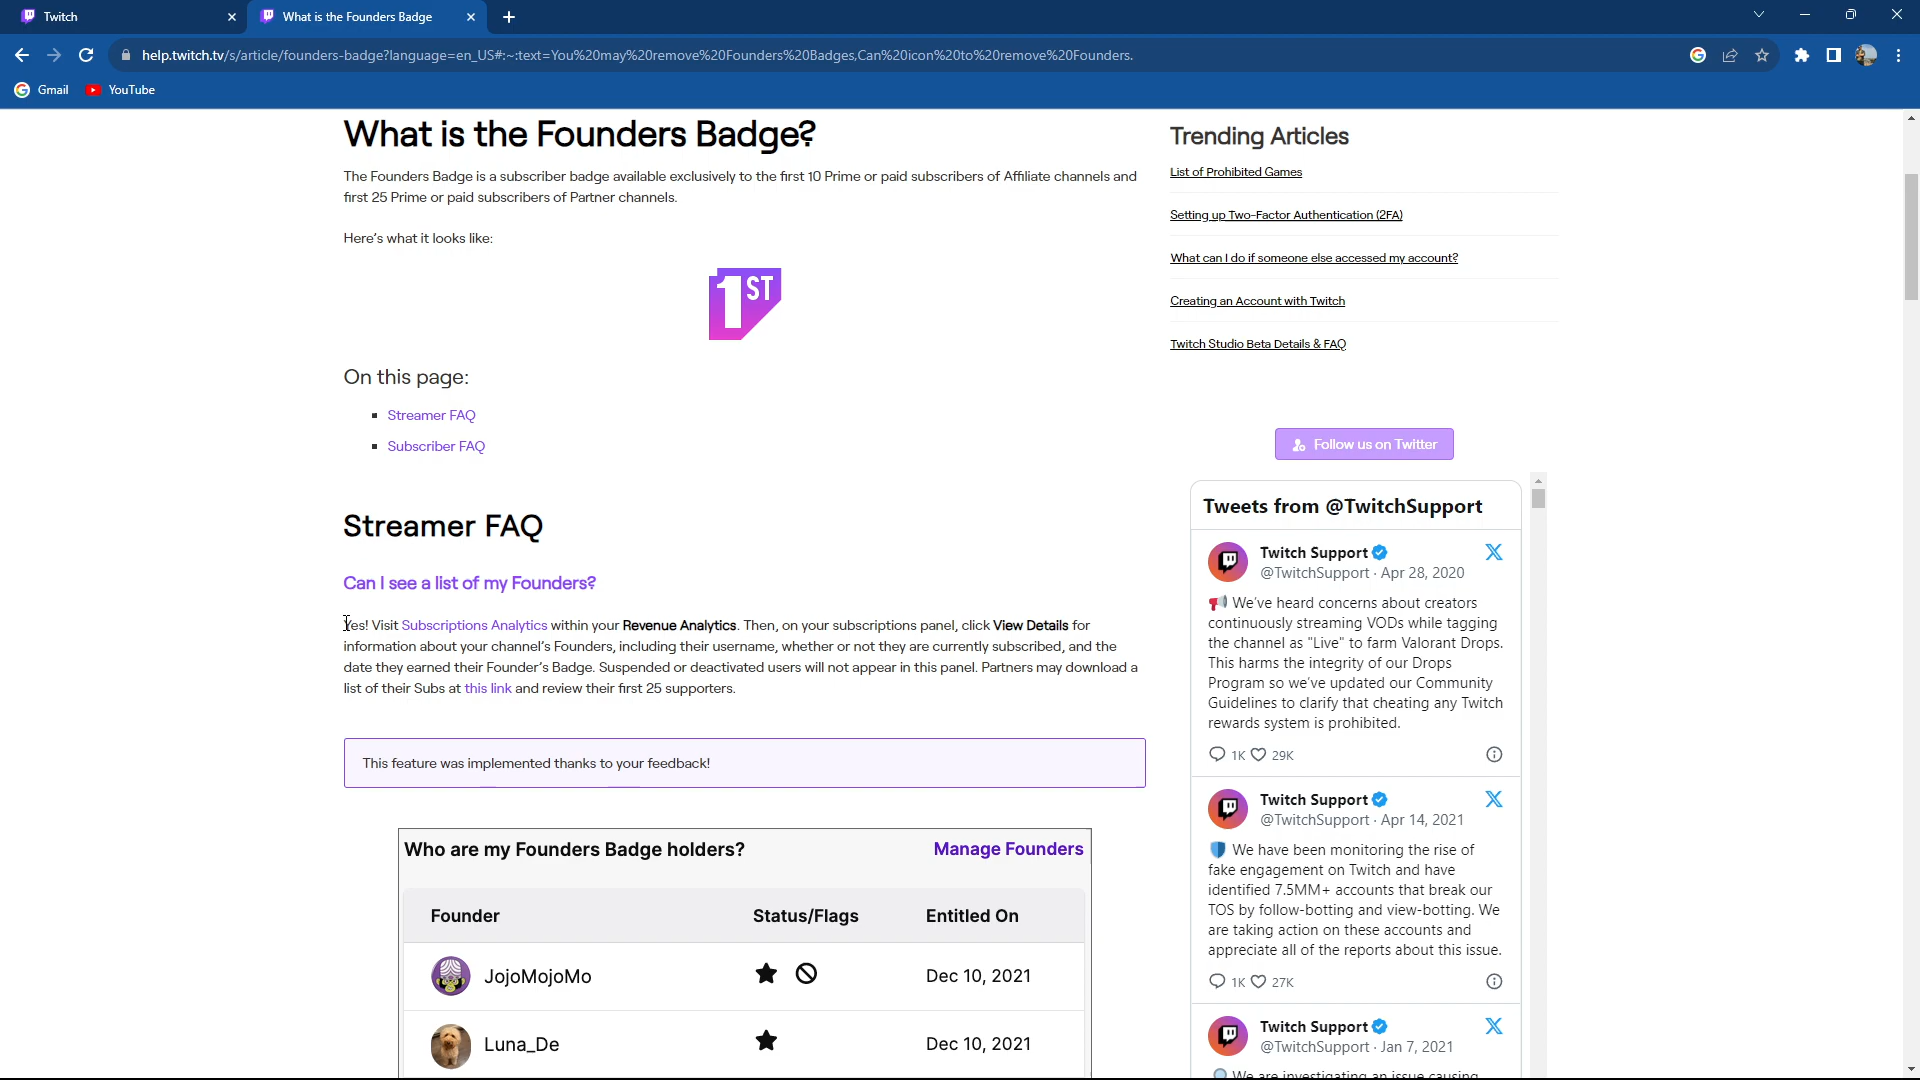 Twitch
What is the Founders Badge
help.twitch.tv/s/article/founders-badge?language=en_US#:~:text=You%20may%20remove%20Founders%20Badges,Can%20icon%20to%20remove%20Founders.
Gmail
YouTube
What is the Founders Badge?
The Founders Badge is a subscriber badge available exclusively to the first 10 Prime or paid subscribers of Affiliate channels and
first 25 Prime or paid subscribers of Partner channels.
Here's what it looks like:
1ST
On this page:
Streamer FAQ
Subscriber FAQ
Streamer FAQ
Can I see a list of my Founders?
Yes! Visit Subscriptions Analytics within your Revenue Analytics. Then, on your subscriptions panel, click View Details for
information about your channel's Founders, including their username, whether or not they are currently subscribed, and the
date they earned their Founder's Badge. Suspended or deactivated users will not appear in this panel. Partners may download a
list of their Subs at this link and review their first 25 supporters.
This feature was implemented thanks to your feedback!
Who are my Founders Badge holders?
Manage Founders
Founder
Status/Flags
Entitled On
JojoMojoMo
Dec 10, 2021
Luna_De
Dec 10, 2021
Trending Articles
List of Prohibited Games
Setting up Two-Factor Authentication (2FA)
What can I do if someone else accessed my account?
Creating an Account with Twitch
Twitch Studio Beta Details & FAQ
Follow us on Twitter
Tweets from @TwitchSupport
Twitch Support
@TwitchSupport · Apr 28, 2020
We've heard concerns about creators
continuously streaming VODs while tagging
the channel as "Live" to farm Valorant Drops.
This harms the integrity of our Drops
Program so we've updated our Community
Guidelines to clarify that cheating any Twitch
rewards system is prohibited.
1K
29K
Twitch Support
@TwitchSupport · Apr 14, 2021
We have been monitoring the rise of
fake engagement on Twitch and have
identified 7.5MM+ accounts that break our
TOS by follow-botting and view-botting. We
are taking action on these accounts and
appreciate all of the reports about this issue.
1K
27K
Twitch Support
@TwitchSupport · Jan 7, 2021
We are investigating an issue causing